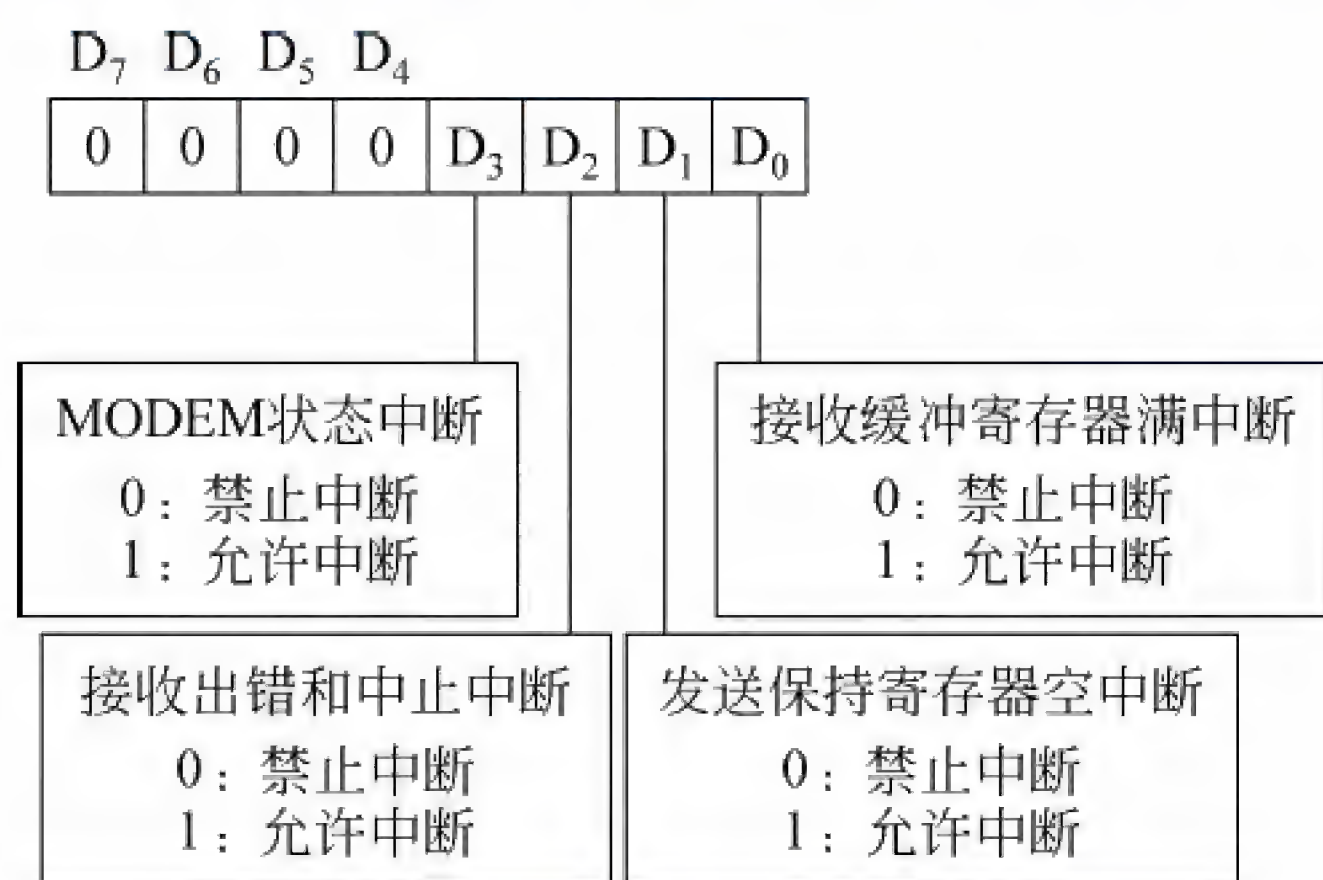 D₇ D₆ D₅ D₄
0 0 0 0 D₃ D₂ D₁ D₀
MODEM状态中断
0：禁止中断
1：允许中断
接收缓冲寄存器满中断
0：禁止中断
1：允许中断
接收出错和中止中断
0：禁止中断
1：允许中断
发送保持寄存器空中断
0：禁止中断
1：允许中断